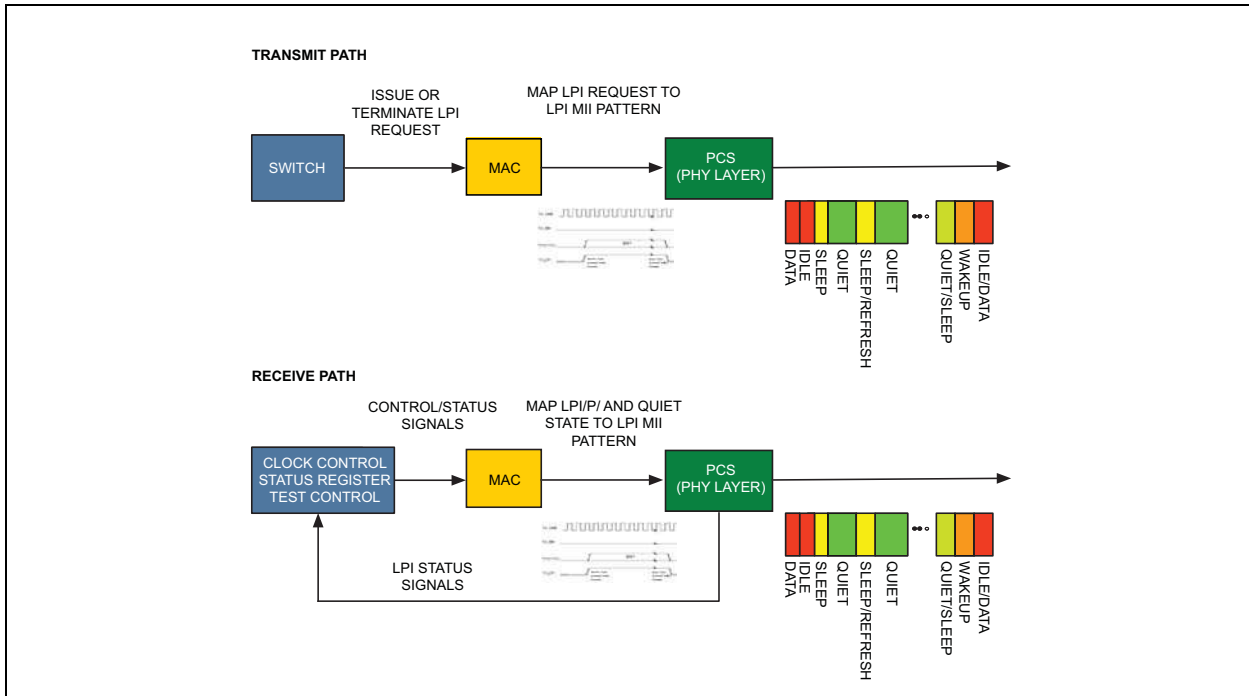 TRANSMIT PATH
ISSUE OR
TERMINATE LPI
REQUEST
MAP LPI REQUEST TO
LPI MII PATTERN
SWITCH
MAC
PCS
(PHY LAYER)
DATA
IDLE
SLEEP
QUIET
SLEEP/REFRESH
QUIET
QUIET/SLEEP
WAKEUP
IDLE/DATA
RECEIVE PATH
CONTROL/STATUS
SIGNALS
MAP LPI/P/ AND QUIET
STATE TO LPI MII
PATTERN
CLOCK CONTROL
STATUS REGISTER
TEST CONTROL
MAC
PCS
(PHY LAYER)
LPI STATUS
SIGNALS
DATA
IDLE
SLEEP
QUIET
SLEEP/REFRESH
QUIET
QUIET/SLEEP
WAKEUP
IDLE/DATA